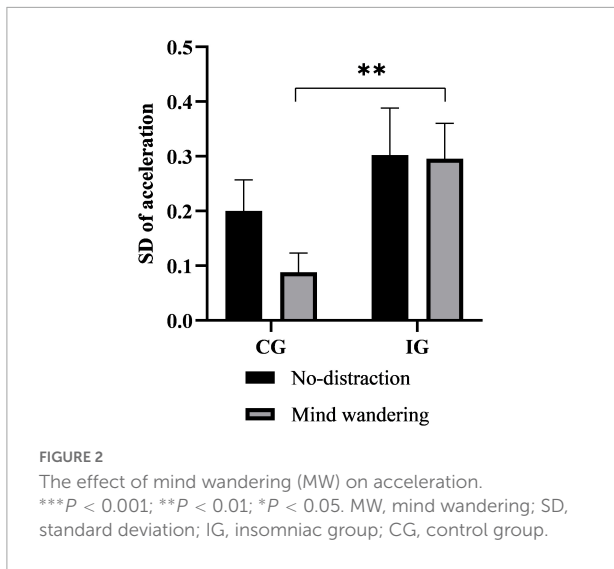 0.5
**
0.4
0.3
0.2
0.1
0.0
SD of acceleration
CG IG
No-distraction
Mind wandering
FIGURE 2
The effect of mind wandering (MW) on acceleration.
***P < 0.001; **P < 0.01; *P < 0.05. MW, mind wandering; SD,
standard deviation; IG, insomniac group; CG, control group.